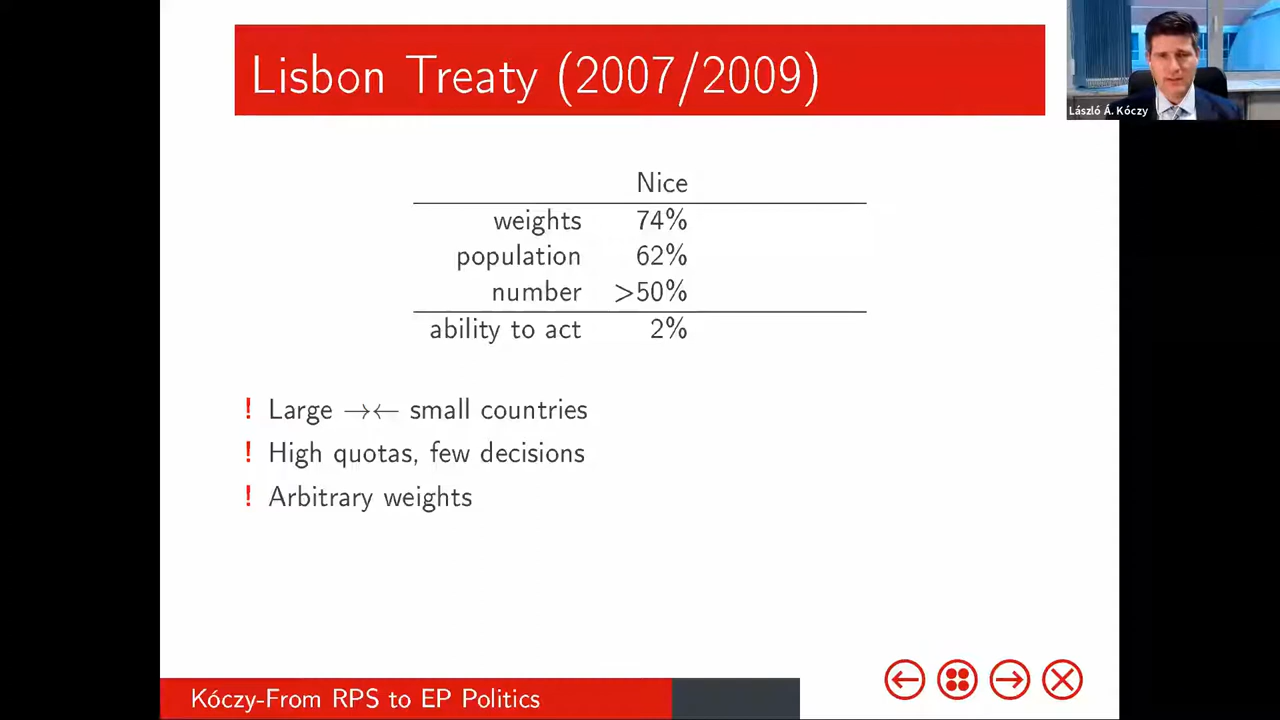 Lisbon Treaty (2007/2009)
László Á. Kóczy
Nice
weights 74%
population 62%
number >50%
ability to act 2%
! Large →← small countries
! High quotas, few decisions
! Arbitrary weights
Kóczy-From RPS to EP Politics